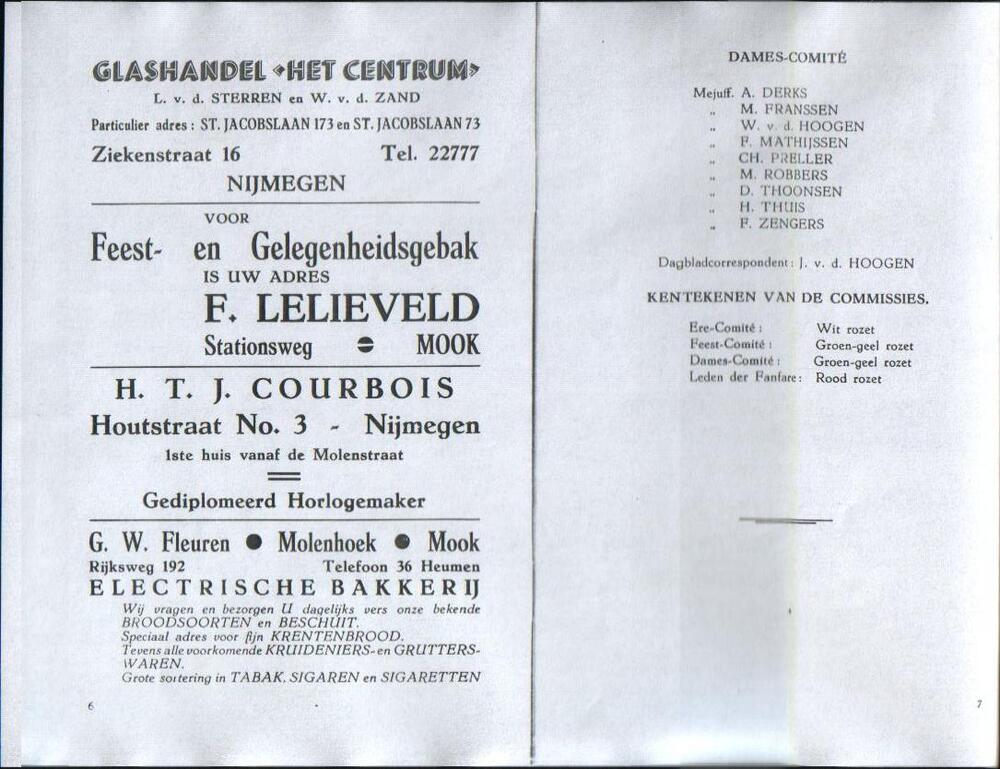 GLASHANDEL «HET CENTRUM»
L. v. d. STERREN en W. v. d. ZAND
Particulier adres : ST. JACOBSLAAN 173 en ST. JACOBSLAAN 73
Ziekenstraat 16 Tel. 22777
NIJMEGEN
VOOR
Feest- en Gelegenheidsgebak
IS UW ADRES
F. LELIEVELD
Stationsweg MOOK
H. T. J. COURBOIS
Houtstraat No. 3 - Nijmegen
1ste huis vanaf de Molenstraat
Gediplomeerd Horlogemaker
G. W. Fleuren ● Molenhoek ● Mook
Rijksweg 192 Telefoon 36 Heumen
ELECTRISCHE BAKKERIJ
Wij vragen en bezorgen U dagelijks vers onze bekende
BROODSOORTEN en BESCHUIT.
Speciaal adres voor fijn KRENTENBROOD.
Tevens alle voorkomende KRUIDENIERS- en GRUTTERS-
WAREN.
Grote sortering in TABAK, SIGAREN en SIGARETTEN
6
DAMES-COMITÉ
Mejuff. A. DERKS
„ M. FRANSSEN
„ W. v. d. HOOGEN
„ F. MATHIJSSEN
„ CH. PRELLER
„ M. ROBBERS
„ D. THOONSEN
„ H. THUIS
„ F. ZENGERS
Dagbladcorrespondent : J. v. d. HOOGEN
KENTEKENEN VAN DE COMMISSIES.
Ere-Comité : Wit rozet
Feest-Comité : Groen-geel rozet
Dames-Comité : Groen-geel rozet
Leden der Fanfare : Rood rozet
7